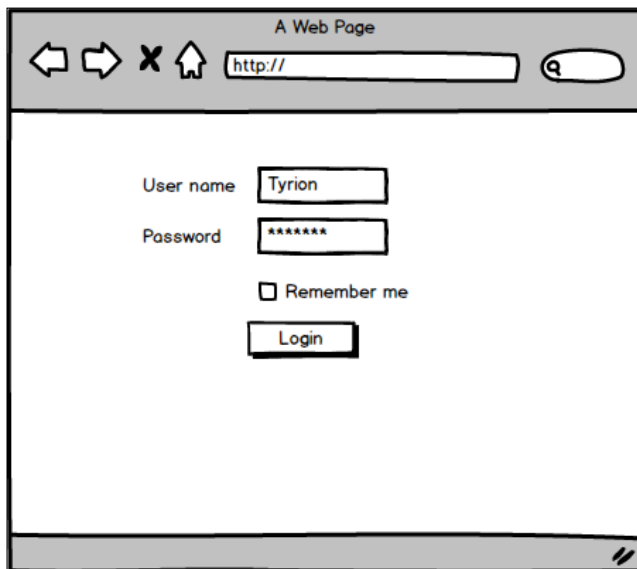 A Web Page
http://
User name Tyrion
Password *******
Remember me
Login